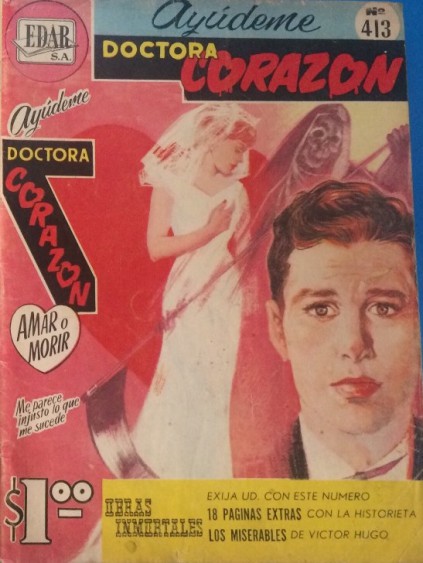 EDAR
S.A.
Ayúdeme
Nº
413
DOCTORA
CORAZON
Ayúdeme
DOCTORA
CORAZON
AMAR o
MORIR
Me parece
injusto lo que
me sucede
$1.00
OBRAS
INMORTALES
EXIJA UD. CON ESTE NUMERO
18 PAGINAS EXTRAS CON LA HISTORIETA
LOS MISERABLES DE VICTOR HUGO